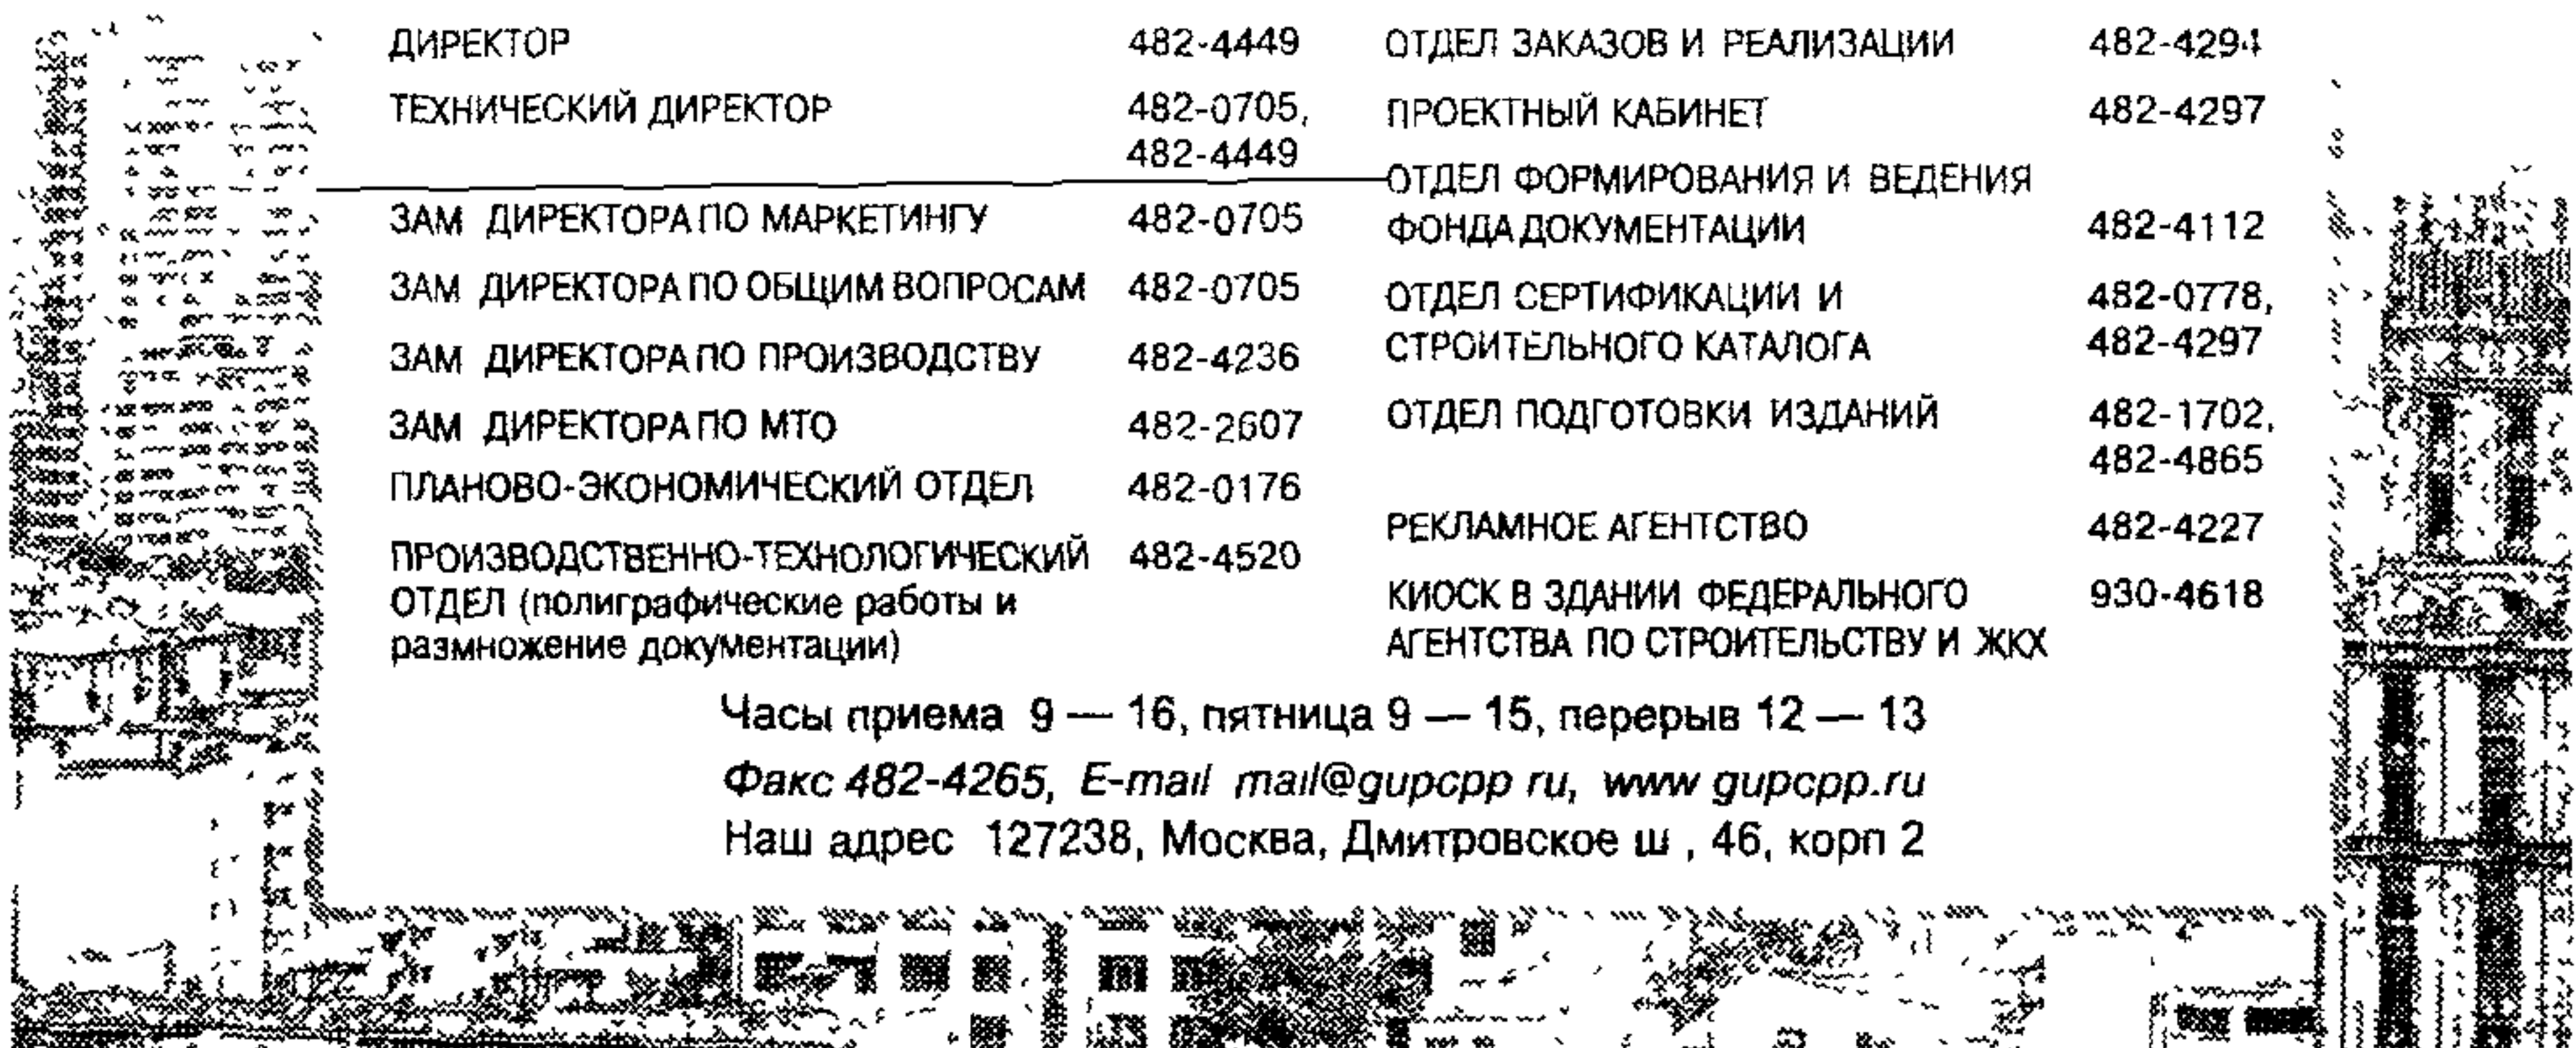 ДИРЕКТОР 482-4449
ТЕХНИЧЕСКИЙ ДИРЕКТОР 482-0705,
482-4449
ЗАМ ДИРЕКТОРА ПО МАРКЕТИНГУ 482-0705
ЗАМ ДИРЕКТОРА ПО ОБЩИМ ВОПРОСАМ 482-0705
ЗАМ ДИРЕКТОРА ПО ПРОИЗВОДСТВУ 482-4236
ЗАМ ДИРЕКТОРА ПО МТО 482-2607
ПЛАНОВО-ЭКОНОМИЧЕСКИЙ ОТДЕЛ 482-0176
ПРОИЗВОДСТВЕННО-ТЕХНОЛОГИЧЕСКИЙ 482-4520
ОТДЕЛ (полиграфические работы и
размножение документации)
ОТДЕЛ ЗАКАЗОВ И РЕАЛИЗАЦИИ 482-4294
ПРОЕКТНЫЙ КАБИНЕТ 482-4297
ОТДЕЛ ФОРМИРОВАНИЯ И ВЕДЕНИЯ
ФОНДА ДОКУМЕНТАЦИИ 482-4112
ОТДЕЛ СЕРТИФИКАЦИИ И 482-0778,
СТРОИТЕЛЬНОГО КАТАЛОГА 482-4297
ОТДЕЛ ПОДГОТОВКИ ИЗДАНИЙ 482-1702,
482-4865
РЕКЛАМНОЕ АГЕНТСТВО 482-4227
КИОСК В ЗДАНИИ ФЕДЕРАЛЬНОГО 930-4618
АГЕНТСТВА ПО СТРОИТЕЛЬСТВУ И ЖКХ
Часы приема 9 — 16, пятница 9 — 15, перерыв 12 — 13
Факс 482-4265, E-mail mail@gupcpp ru, www gupcpp.ru
Наш адрес 127238, Москва, Дмитровское ш , 46, корп 2